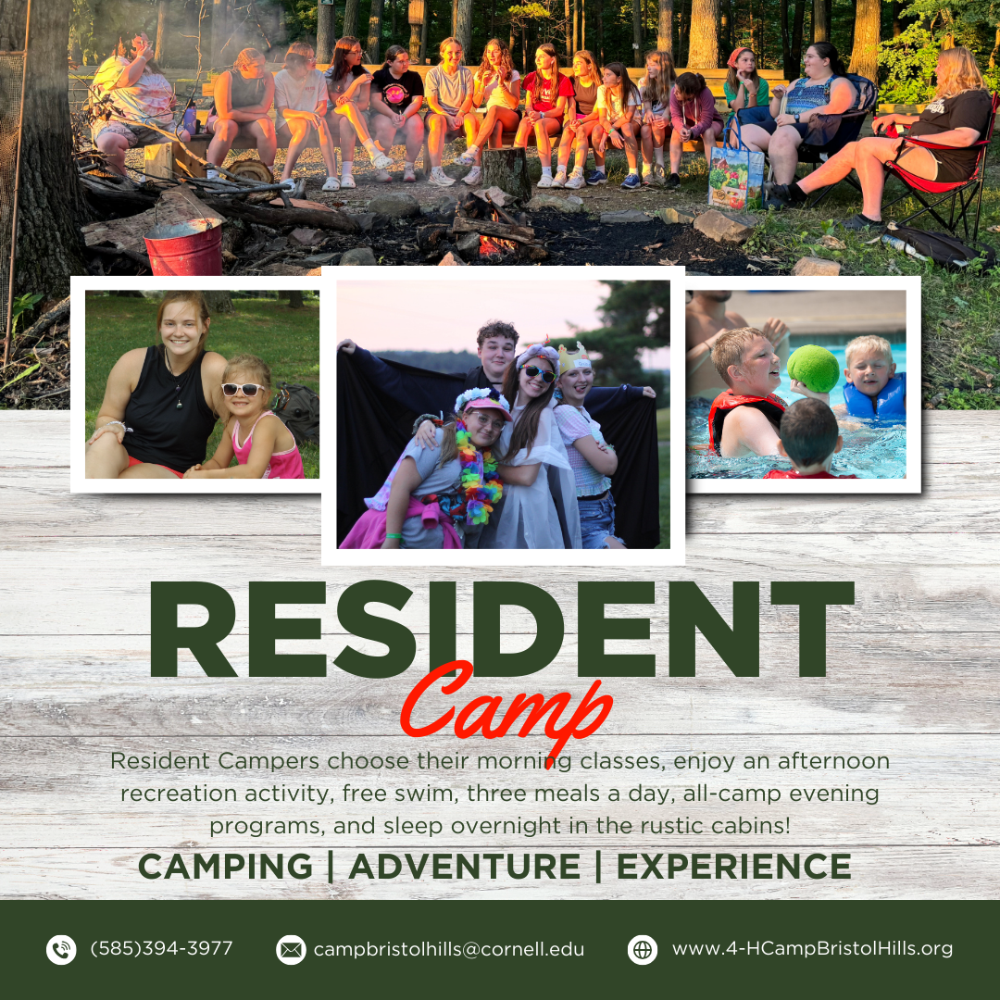 RESIDENT
Camp
Resident Campers choose their morning classes, enjoy an afternoon
recreation activity, free swim, three meals a day, all-camp evening
programs, and sleep overnight in the rustic cabins!
CAMPING | ADVENTURE | EXPERIENCE
(585)394-3977 campbristolhills@cornell.edu www.4-HCampBristolHills.org